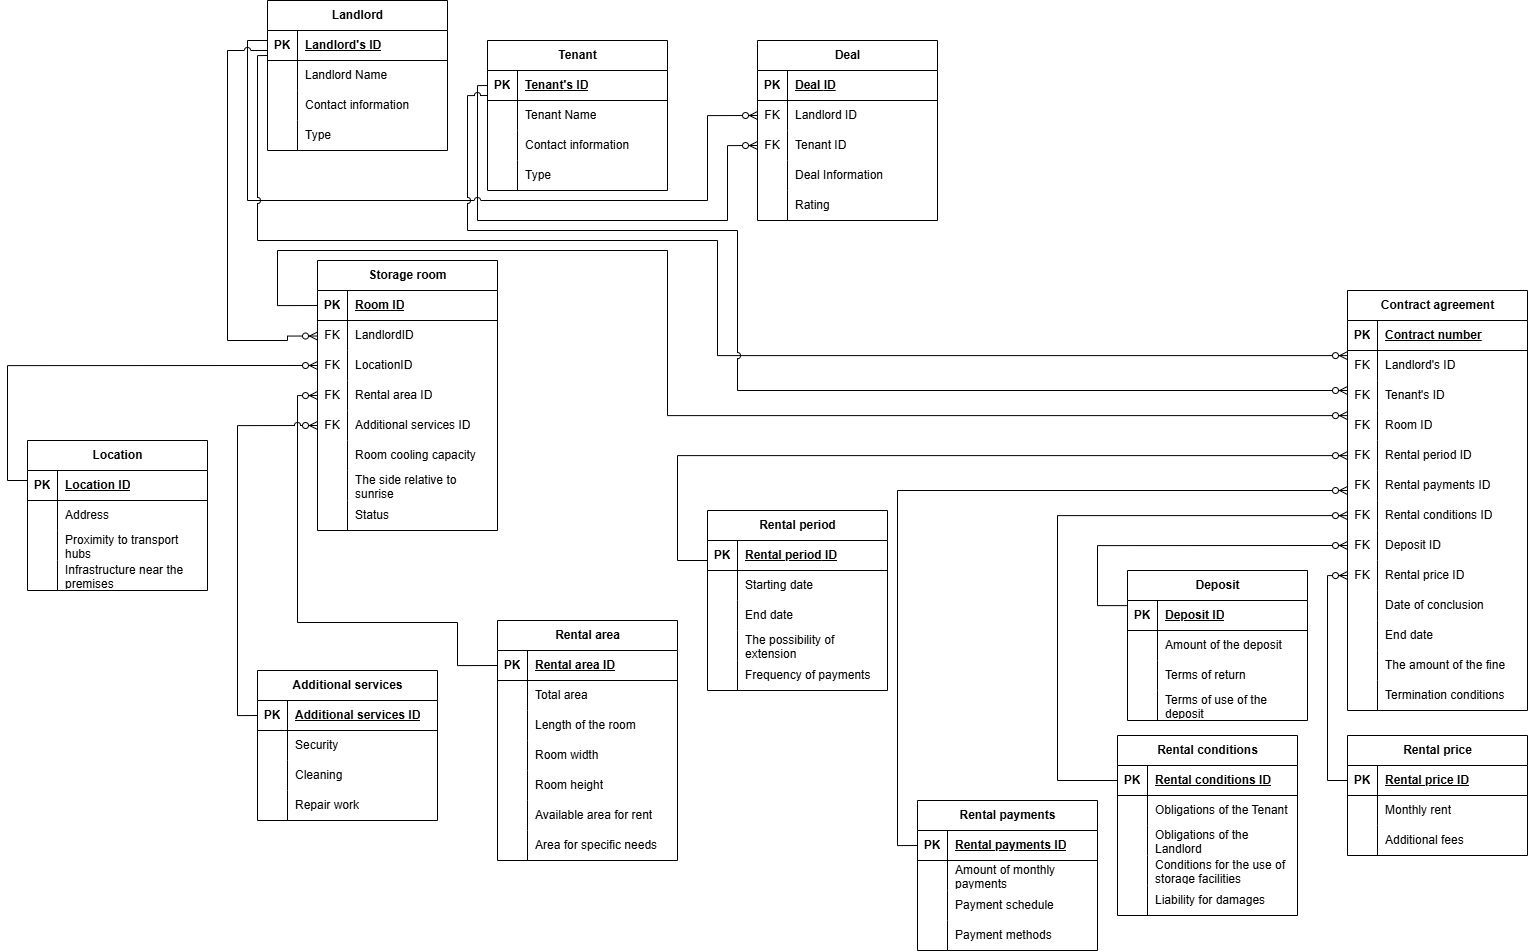 Landlord
PK Landlord's ID
Landlord Name
Contact information
Type
Tenant
PK Tenant's ID
Tenant Name
Contact information
Type
Deal
PK Deal ID
FK Landlord ID
FK Tenant ID
Deal Information
Rating
Storage room
PK Room ID
FK LandlordID
FK LocationID
FK Rental area ID
FK Additional services ID
Room cooling capacity
The side relative to
sunrise
Status
Contract agreement
PK Contract number
FK Landlord's ID
FK Tenant's ID
FK Room ID
FK Rental period ID
FK Rental payments ID
FK Rental conditions ID
FK Deposit ID
FK Rental price ID
Date of conclusion
End date
The amount of the fine
Termination conditions
Location
PK Location ID
Address
Proximity to transport
hubs
Infrastructure near the
premises
Rental period
PK Rental period ID
Starting date
End date
The possibility of
extension
Frequency of payments
Deposit
PK Deposit ID
Amount of the deposit
Terms of return
Terms of use of the
deposit
Rental area
PK Rental area ID
Total area
Length of the room
Room width
Room height
Available area for rent
Area for specific needs
Additional services
PK Additional services ID
Security
Cleaning
Repair work
Rental conditions
PK Rental conditions ID
Obligations of the Tenant
Obligations of the
Landlord
Conditions for the use of
storage facilities
Liability for damages
Rental price
PK Rental price ID
Monthly rent
Additional fees
Rental payments
PK Rental payments ID
Amount of monthly
payments
Payment schedule
Payment methods